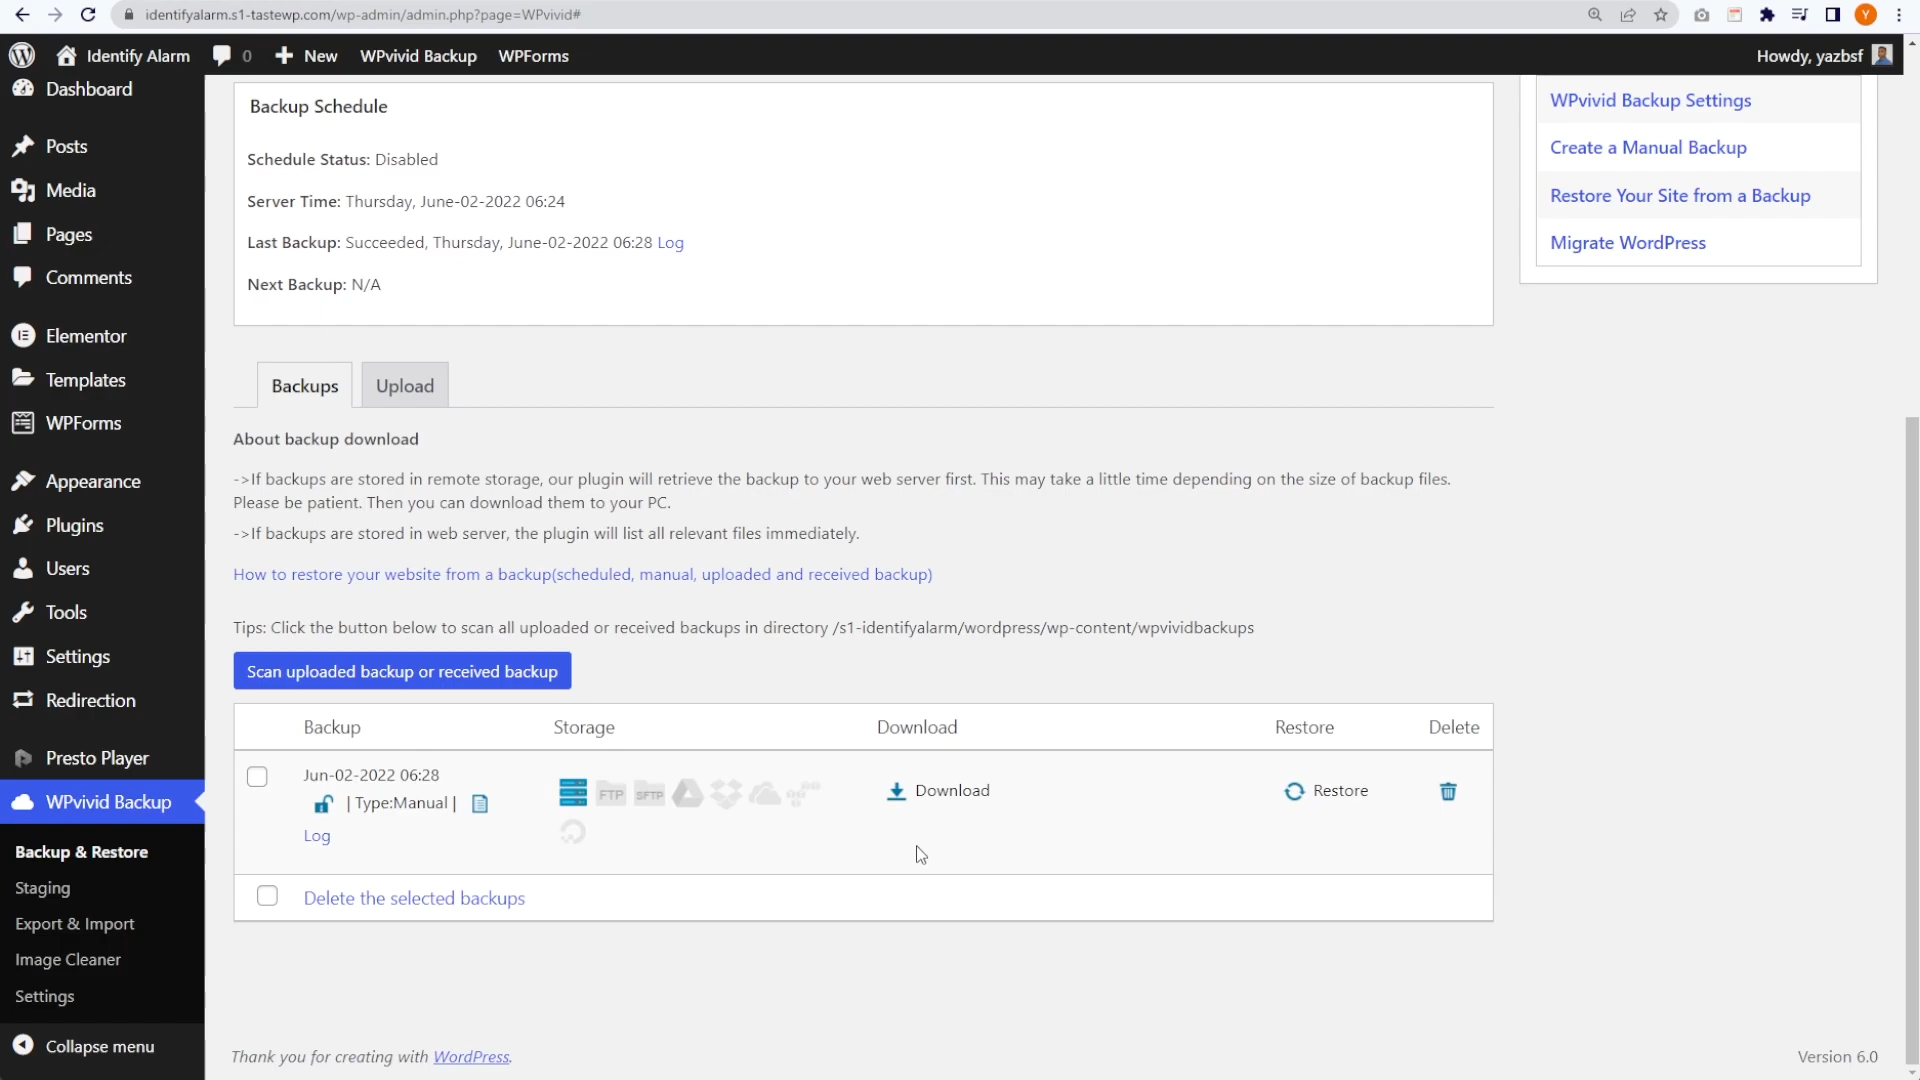 identifyalarm.s1-tastewp.com/wp-admin/admin.php?page=WPvivid#
Y
Identify Alarm
0
New
WPvivid Backup
WPForms
Howdy, yazbsf
Dashboard
Posts
Media
Pages
Comments
Elementor
Templates
WPForms
Appearance
Plugins
Users
Tools
Settings
Redirection
Presto Player
WPvivid Backup
Backup & Restore
Staging
Export & Import
Image Cleaner
Settings
Collapse menu
Backup Schedule
Schedule Status: Disabled
Server Time: Thursday, June-02-2022 06:24
Last Backup: Succeeded, Thursday, June-02-2022 06:28 Log
Next Backup: N/A
WPvivid Backup Settings
Create a Manual Backup
Restore Your Site from a Backup
Migrate WordPress
Backups
Upload
About backup download
->If backups are stored in remote storage, our plugin will retrieve the backup to your web server first. This may take a little time depending on the size of backup files.
Please be patient. Then you can download them to your PC.
->If backups are stored in web server, the plugin will list all relevant files immediately.
How to restore your website from a backup(scheduled, manual, uploaded and received backup)
Tips: Click the button below to scan all uploaded or received backups in directory /s1-identifyalarm/wordpress/wp-content/wpvividbackups
Scan uploaded backup or received backup
Backup Storage Download Restore Delete
Jun-02-2022 06:28
| Type:Manual |
Log
FTP
SFTP
Download
Restore
Delete the selected backups
Thank you for creating with WordPress.
Version 6.0